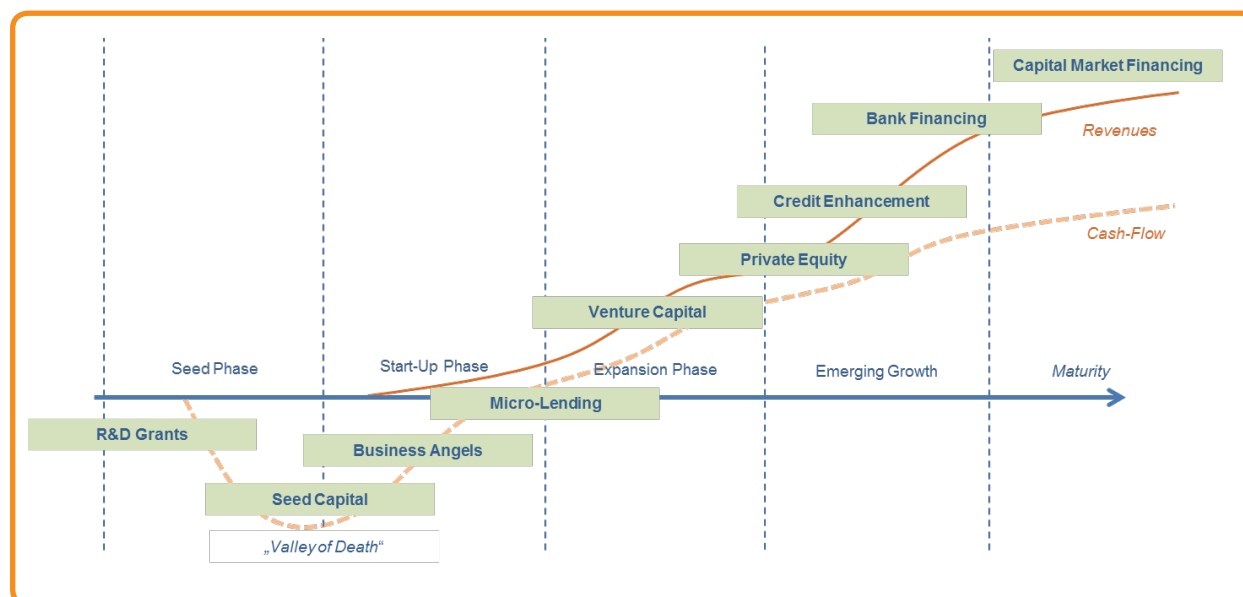 Capital Market Financing
Bank Financing
Revenues
Credit Enhancement
Cash-Flow
Private Equity
Venture Capital
Seed Phase
Start-Up Phase
Expansion Phase
Emerging Growth
Maturity
Micro-Lending
R&D Grants
Business Angels
Seed Capital
„Valley of Death“